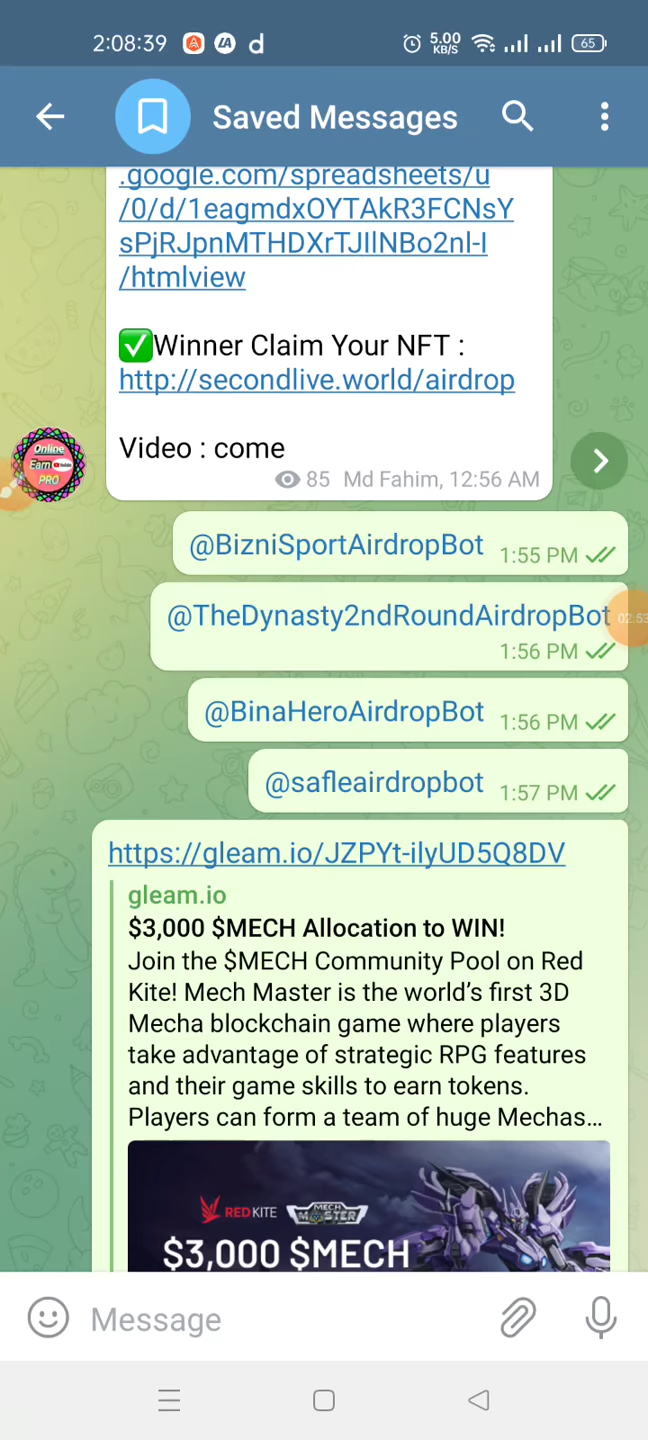 2:08:39
d
5.00
KB/S
65
Saved Messages
.google.com/spreadsheets/u
/0/d/1eagmdxOYTAkR3FCNsY
sPjRJpnMTHDXrTJIlNBo2nl-I
/htmlview
✅Winner Claim Your NFT :
http://secondlive.world/airdrop
Video : come
85 Md Fahim, 12:56 AM
Online
Earn
PRO
@BizniSportAirdropBot
1:55 PM
@TheDynasty2ndRoundAirdropBot
02:53
1:56 PM
@BinaHeroAirdropBot
1:56 PM
@safleairdropbot
1:57 PM
https://gleam.io/JZPYt-ilyUD5Q8DV
gleam.io
$3,000 $MECH Allocation to WIN!
Join the $MECH Community Pool on Red
Kite! Mech Master is the world's first 3D
Mecha blockchain game where players
take advantage of strategic RPG features
and their game skills to earn tokens.
Players can form a team of huge Mechas...
REDKITE
MECH
MASTER
$3,000 $MECH
Message